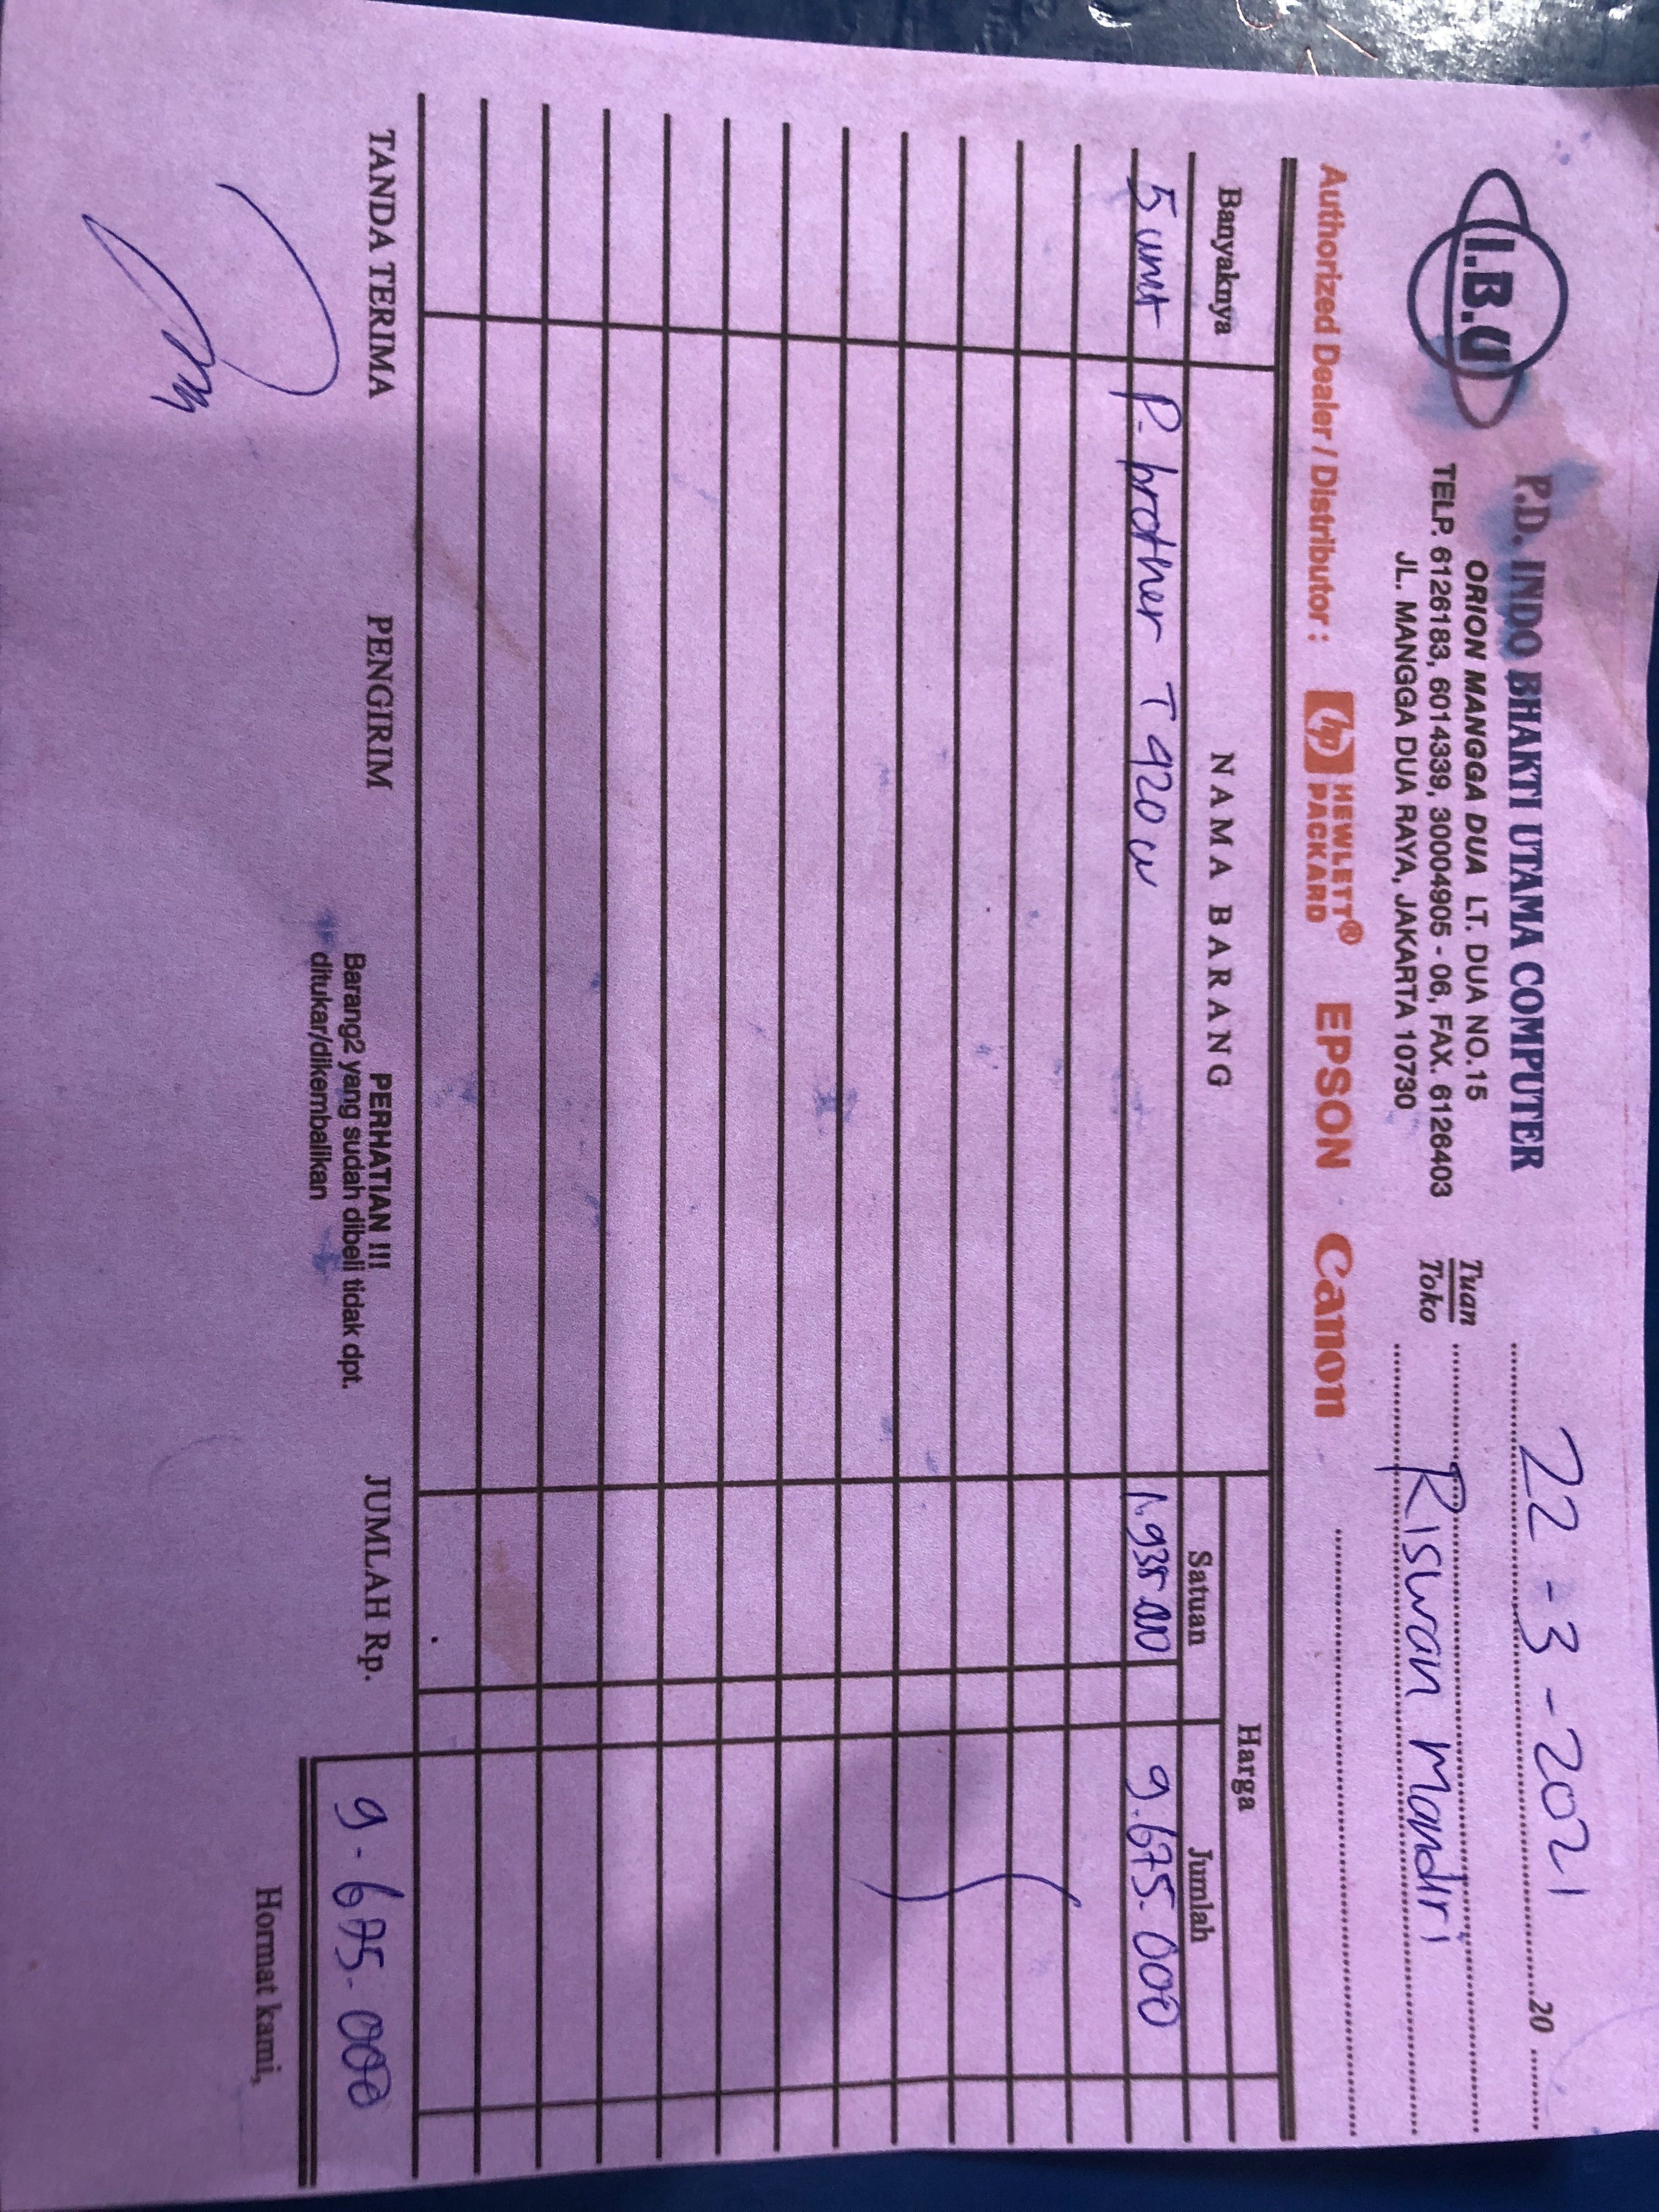 I.B.U
P.D. INDO BHAKTI UTAMA COMPUTER
ORION MANGGA DUA LT. DUA NO.15
TELP. 6126183, 6014339, 30004905 - 06, FAX. 6126403
JL. MANGGA DUA RAYA, JAKARTA 10730
22 - 3 - 2021 20
Tuan
Toko
Riswan Mandiri
Authorized Dealer / Distributor : hp HEWLETT® PACKARD EPSON Canon
Banyaknya NAMA BARANG Harga
Satuan Jumlah
5 unit P. brother T 420 W 1.935.000 9.675.000
TANDA TERIMA PENGIRIM PERHATIAN !!! JUMLAH Rp. 9.675.000
Barang2 yang sudah dibeli tidak dpt.
ditukar/dikembalikan
Hormat kami,